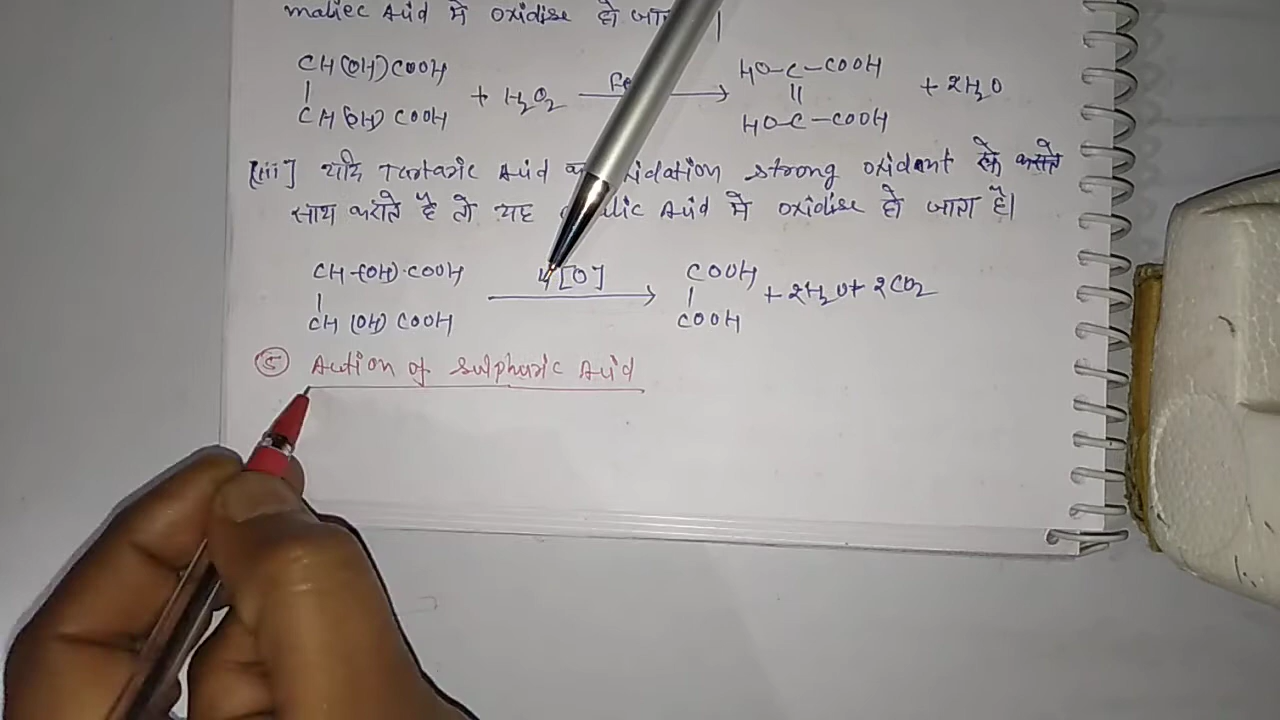 maliec Acid में oxidise हो
CH(OH)COOH
|
CH(OH) COOH
+ H₂O₂ ⟶
HO-C-COOH
||
HO-C-COOH
+ 2H₂O
[iii] यदि Tartaric Acid strong oxidant के कराते
साथ कराते है तो यह Acid में oxidise हो जाता है।
CH-(OH)-COOH
|
CH (OH) COOH
4[O]
COOH
|
COOH
+ 2H₂O + 2CO₂
⑤ Action of Sulphuric Acid